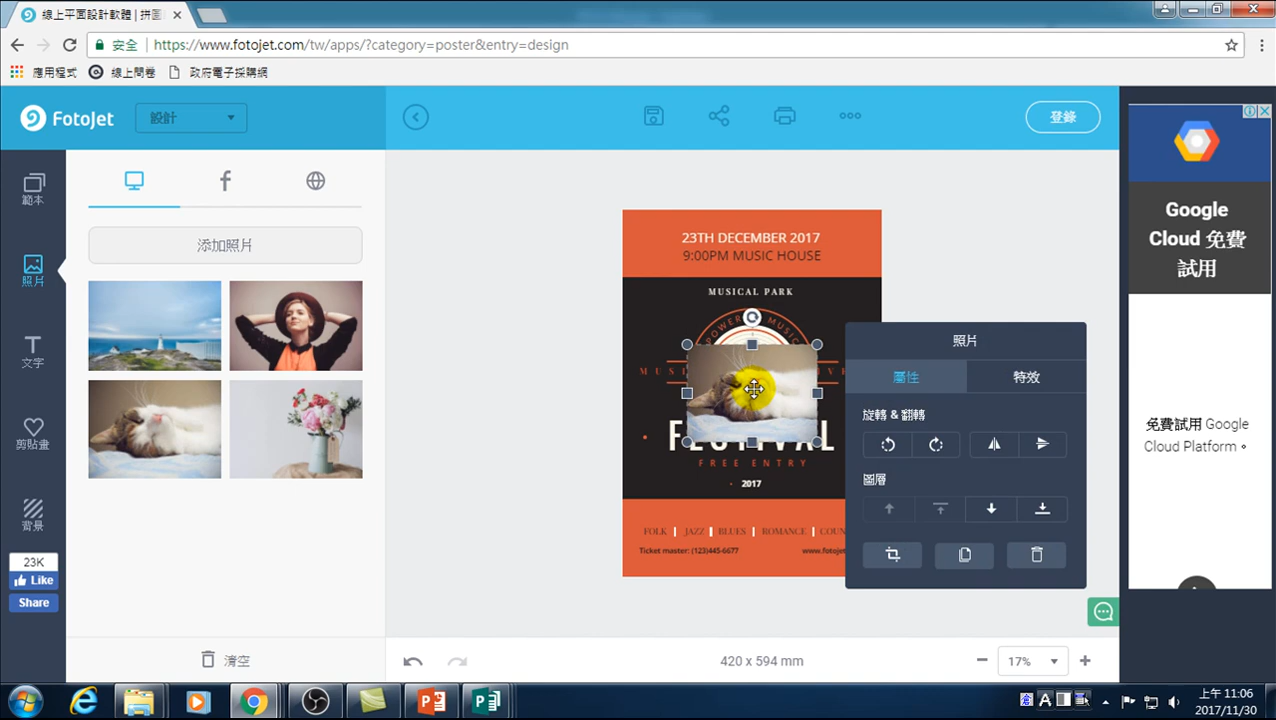 線上平面設計軟體 | 拼圖
安全
https://www.fotojet.com/tw/apps/?category=poster&entry=design
應用程式
線上問卷
政府電子採購網
FotoJet
設計
登錄
範本
照片
文字
剪貼畫
背景
23K
Like
Share
添加照片
清空
23TH DECEMBER 2017
9:00PM MUSIC HOUSE
MUSICAL PARK
POWER
MUSIC
FESTIVAL
FREE ENTRY
2017
FOLK | JAZZ | BLUES | ROMANCE | COUN
Ticket master: (123)445-6677
www.fotojet
照片
屬性
特效
旋轉 & 翻轉
圖層
420 x 594 mm
17%
Google
Cloud 免費
試用
免費試用 Google
Cloud Platform。
上午 11:06
2017/11/30